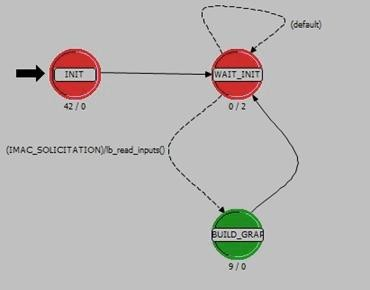 (default)
INIT
WAIT_INIT
42 / 0
0 / 2
(IMAC_SOLICITATION)/lb_read_inputs()
BUILD_GRAP
9 / 0